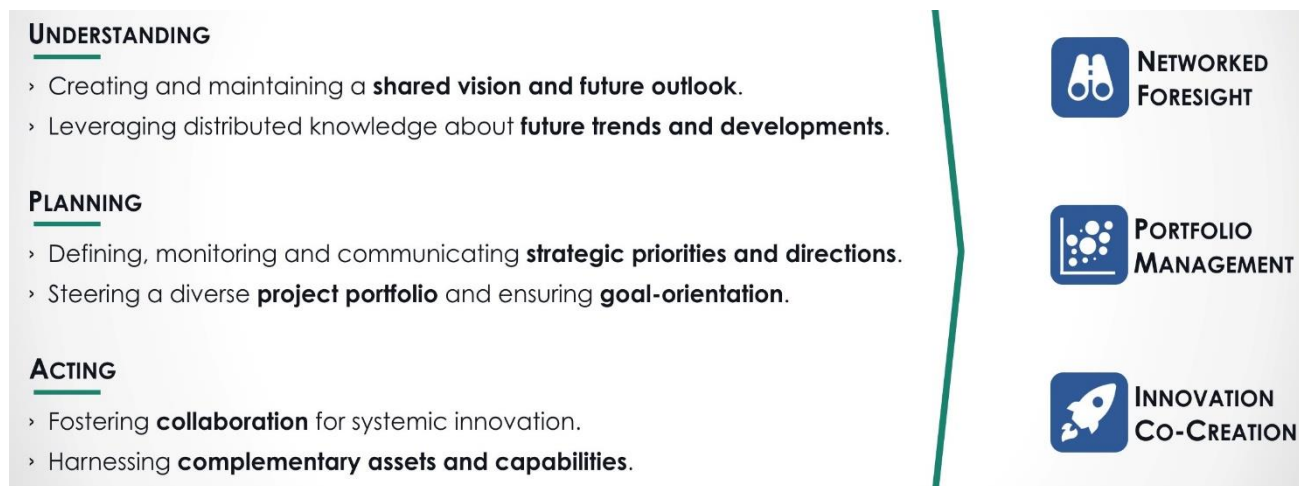 UNDERSTANDING
› Creating and maintaining a shared vision and future outlook.
› Leveraging distributed knowledge about future trends and developments.
PLANNING
› Defining, monitoring and communicating strategic priorities and directions.
› Steering a diverse project portfolio and ensuring goal-orientation.
ACTING
› Fostering collaboration for systemic innovation.
› Harnessing complementary assets and capabilities.
NETWORKED
FORESIGHT
PORTFOLIO
MANAGEMENT
INNOVATION
CO-CREATION